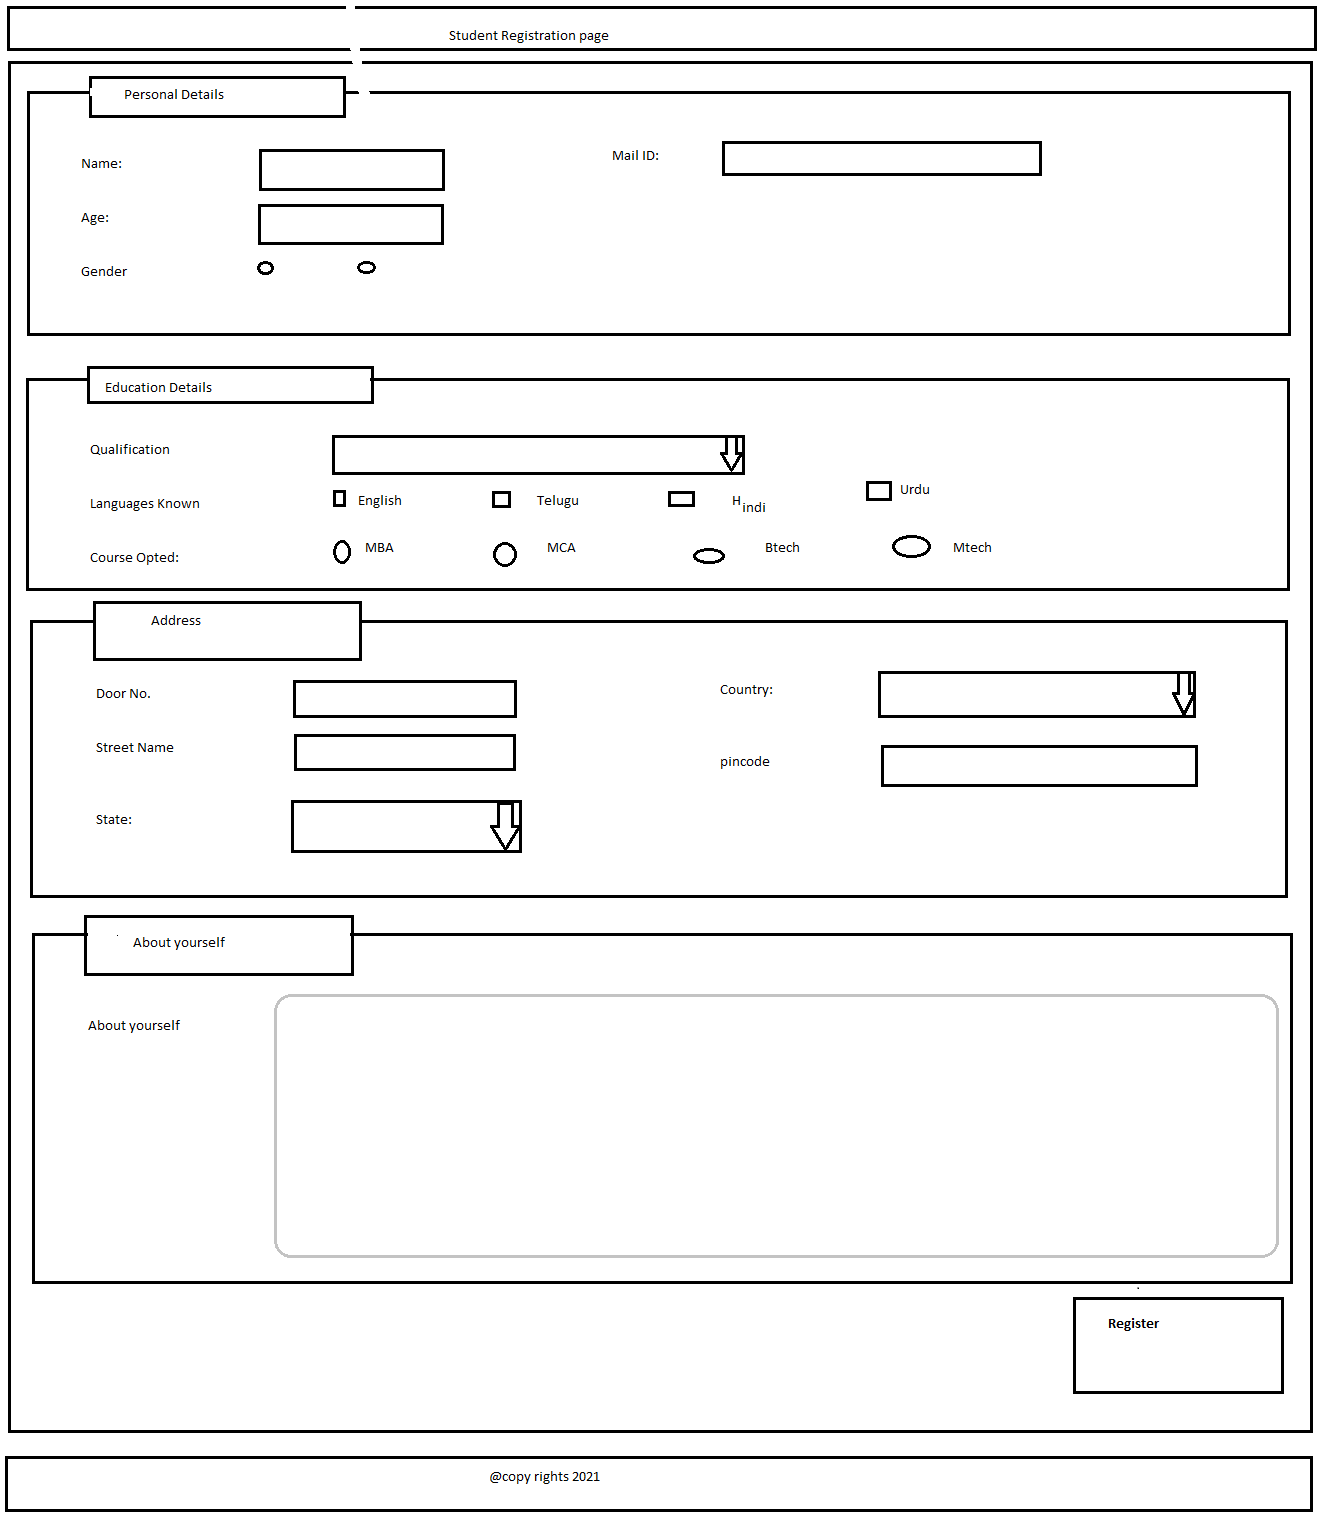 Student Registration page
Personal Details
Name:
Mail ID:
Age:
Gender
Education Details
Qualification
Languages Known English Telugu Hindi Urdu
Course Opted: MBA MCA Btech Mtech
Address
Door No.
Country:
Street Name
pincode
State:
About yourself
About yourself
Register
@copy rights 2021